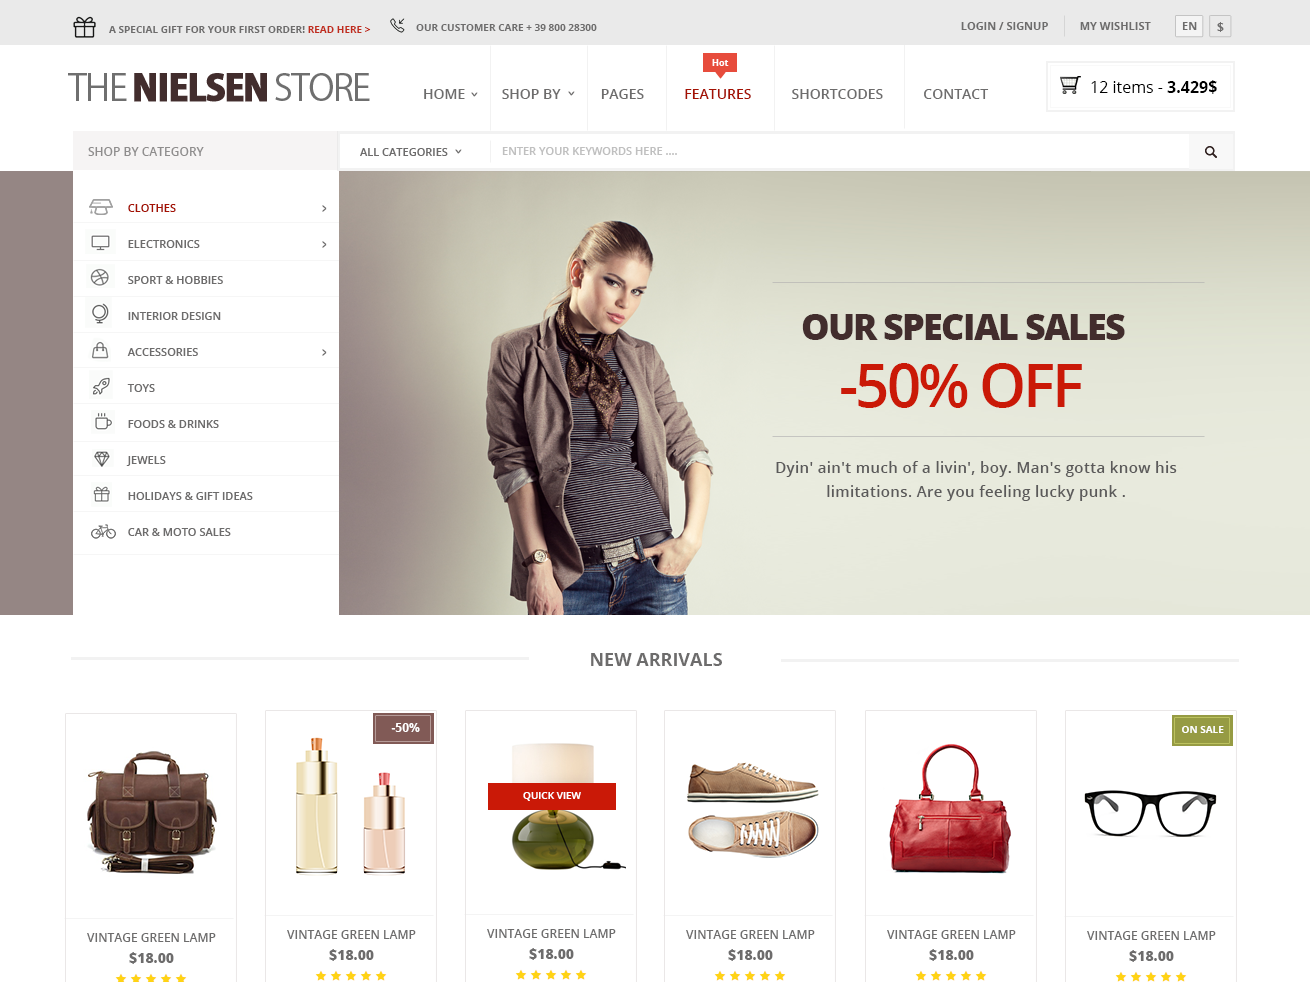 A SPECIAL GIFT FOR YOUR FIRST ORDER! READ HERE >
OUR CUSTOMER CARE + 39 800 28300
LOGIN / SIGNUP
MY WISHLIST
EN
$
THE NIELSEN STORE
HOME
SHOP BY
PAGES
Hot
FEATURES
SHORTCODES
CONTACT
12 items - 3.429$
SHOP BY CATEGORY
ALL CATEGORIES
ENTER YOUR KEYWORDS HERE ....
CLOTHES
ELECTRONICS
SPORT & HOBBIES
INTERIOR DESIGN
ACCESSORIES
TOYS
FOODS & DRINKS
JEWELS
HOLIDAYS & GIFT IDEAS
CAR & MOTO SALES
OUR SPECIAL SALES
-50% OFF
Dyin' ain't much of a livin', boy. Man's gotta know his
limitations. Are you feeling lucky punk .
NEW ARRIVALS
VINTAGE GREEN LAMP
$18.00
-50%
VINTAGE GREEN LAMP
$18.00
QUICK VIEW
VINTAGE GREEN LAMP
$18.00
VINTAGE GREEN LAMP
$18.00
VINTAGE GREEN LAMP
$18.00
ON SALE
VINTAGE GREEN LAMP
$18.00